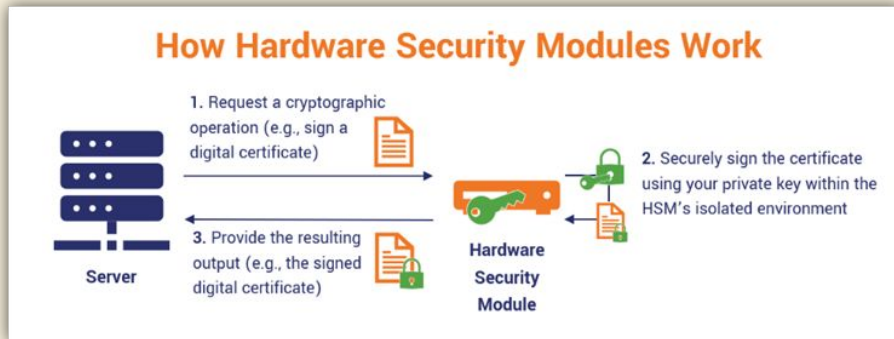 How Hardware Security Modules Work
1. Request a cryptographic
operation (e.g., sign a
digital certificate)
2. Securely sign the certificate
using your private key within the
HSM's isolated environment
3. Provide the resulting
output (e.g., the signed
digital certificate)
Server
Hardware
Security
Module